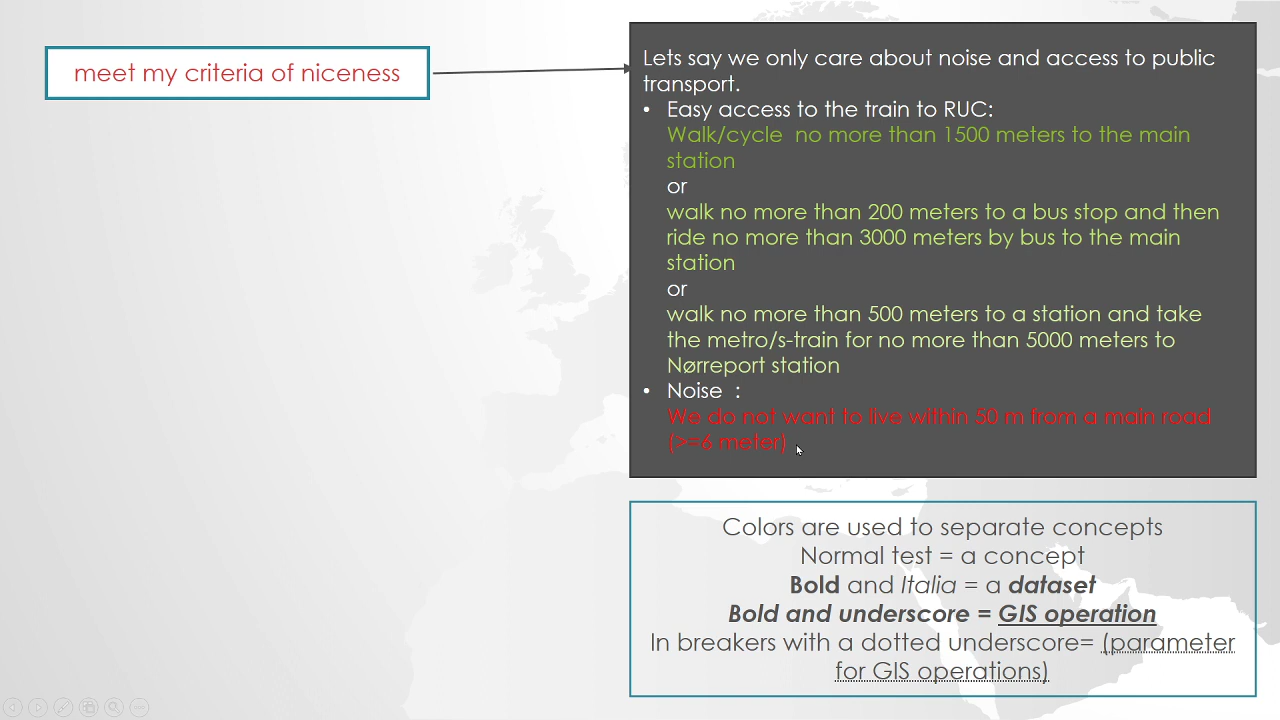 meet my criteria of niceness
Lets say we only care about noise and access to public
transport.
• Easy access to the train to RUC:
Walk/cycle  no more than 1500 meters to the main
station
or
walk no more than 200 meters to a bus stop and then
ride no more than 3000 meters by bus to the main
station
or
walk no more than 500 meters to a station and take
the metro/s-train for no more than 5000 meters to
Nørreport station
• Noise  :
We do not want to live within 50 m from a main road
(>=6 meter)
Colors are used to separate concepts
Normal test = a concept
Bold and Italia = a dataset
Bold and underscore = GIS operation
In breakers with a dotted underscore= (parameter
for GIS operations)